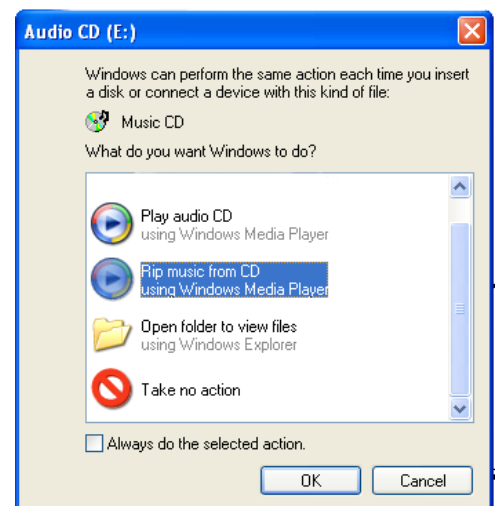 Audio CD (E:)
Windows can perform the same action each time you insert
a disk or connect a device with this kind of file:
Music CD
What do you want Windows to do?
Play audio CD
using Windows Media Player
Rip music from CD
using Windows Media Player
Open folder to view files
using Windows Explorer
Take no action
Always do the selected action.
OK Cancel